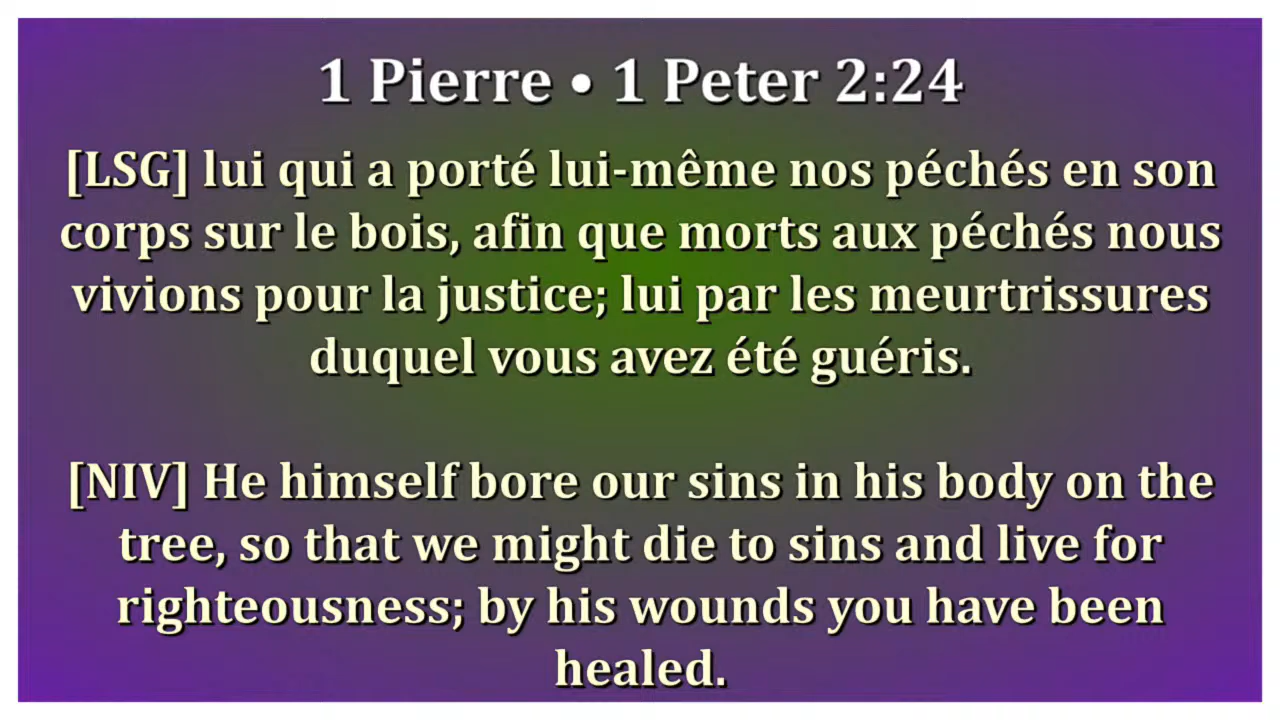 1 Pierre • 1 Peter 2:24
[LSG] lui qui a porté lui-même nos péchés en son
corps sur le bois, afin que morts aux péchés nous
vivions pour la justice; lui par les meurtrissures
duquel vous avez été guéris.
[NIV] He himself bore our sins in his body on the
tree, so that we might die to sins and live for
righteousness; by his wounds you have been
healed.